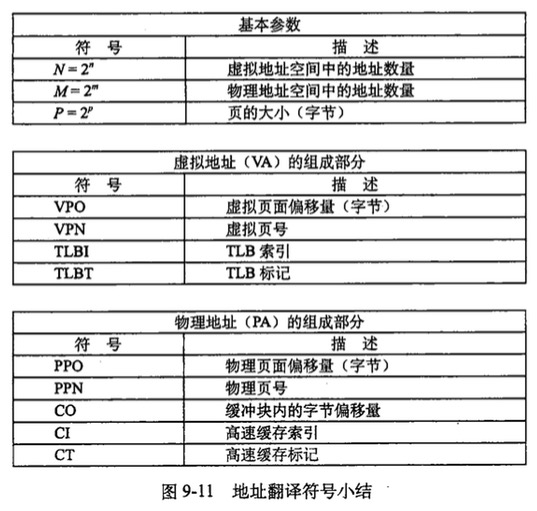 基本参数
符 号 描 述
N = 2ⁿ 虚拟地址空间中的地址数量
M = 2ᵐ 物理地址空间中的地址数量
P = 2ᵖ 页的大小（字节）
虚拟地址（VA）的组成部分
符 号 描 述
VPO 虚拟页面偏移量（字节）
VPN 虚拟页号
TLBI TLB 索引
TLBT TLB 标记
物理地址（PA）的组成部分
符 号 描 述
PPO 物理页面偏移量（字节）
PPN 物理页号
CO 缓冲块内的字节偏移量
CI 高速缓存索引
CT 高速缓存标记
图 9-11 地址翻译符号小结